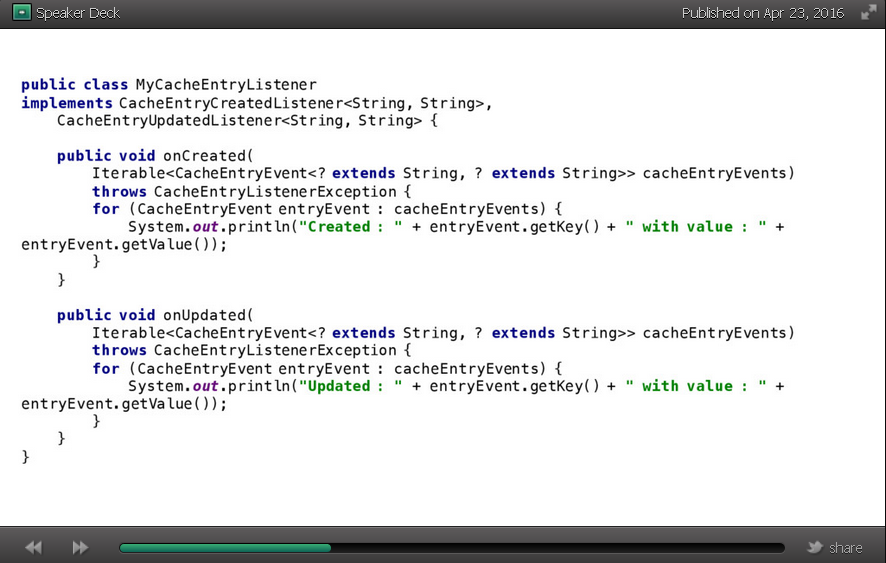 Speaker Deck
Published on Apr 23, 2016
public class MyCacheEntryListener
implements CacheEntryCreatedListener<String, String>,
    CacheEntryUpdatedListener<String, String> {
    public void onCreated(
        Iterable<CacheEntryEvent<? extends String, ? extends String>> cacheEntryEvents)
        throws CacheEntryListenerException {
        for (CacheEntryEvent entryEvent : cacheEntryEvents) {
            System.out.println("Created : " + entryEvent.getKey() + " with value : " +
entryEvent.getValue());
        }
    }
    public void onUpdated(
        Iterable<CacheEntryEvent<? extends String, ? extends String>> cacheEntryEvents)
        throws CacheEntryListenerException {
        for (CacheEntryEvent entryEvent : cacheEntryEvents) {
            System.out.println("Updated : " + entryEvent.getKey() + " with value : " +
entryEvent.getValue());
        }
    }
}
share